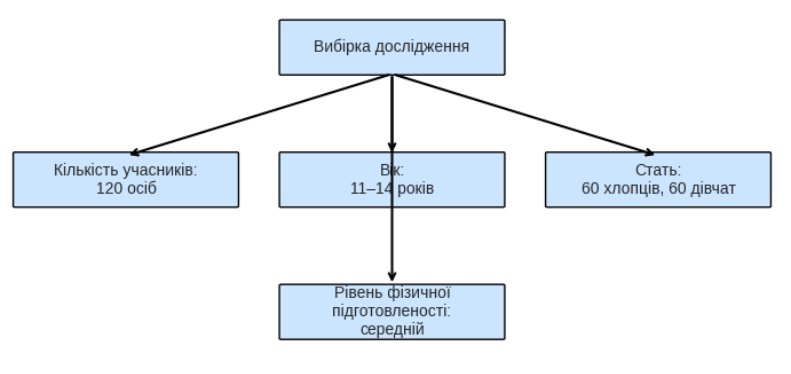 Вибірка дослідження
Кількість учасників:
120 осіб
Вік:
11–14 років
Стать:
60 хлопців, 60 дівчат
Рівень фізичної
підготовленості:
середній